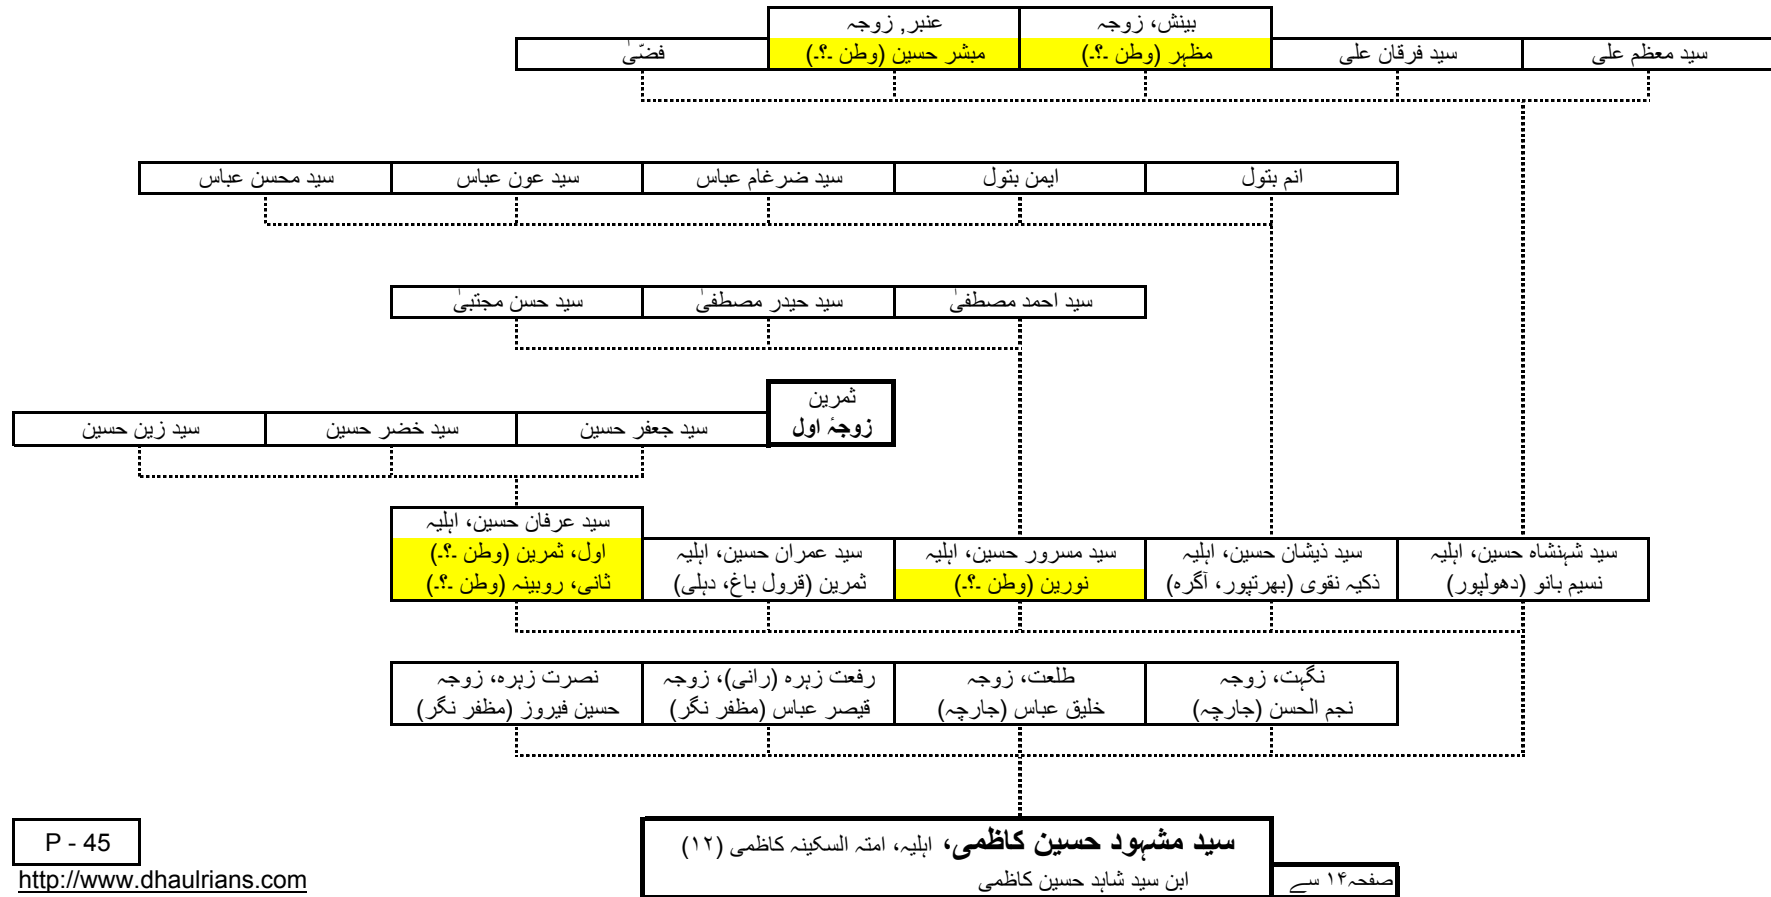 بینش، زوجہ
مظہر (وطن ۔؟۔)
عنبر, زوجہ
مبشر حسین (وطن ۔؟۔)
سید معظم علی
سید فرقان علی
فضّیٰ
انم بتول
ایمن بتول
سید ضرغام عباس
سید عون عباس
سید محسن عباس
سید احمد مصطفیٰ
سید حیدر مصطفیٰ
سید حسن مجتبیٰ
ثمرین
زوجۂ اول
سید جعفر حسین
سید خضر حسین
سید زین حسین
سید شہنشاہ حسین، اہلیہ
نسیم بانو (دھولپور)
سید ذیشان حسین، اہلیہ
ذکیہ نقوی (بھرتپور، آگرہ)
سید مسرور حسین، اہلیہ
نورین (وطن ۔؟۔)
سید عمران حسین، اہلیہ
ثمرین (قرول باغ، دہلی)
سید عرفان حسین، اہلیہ
اول، ثمرین (وطن ۔؟۔)
ثانی، روبینہ (وطن ۔؟۔)
نگہت، زوجہ
نجم الحسن (جارچہ)
طلعت، زوجہ
خلیق عباس (جارچہ)
رفعت زہرہ (رانی)، زوجہ
قیصر عباس (مظفر نگر)
نصرت زہرہ، زوجہ
حسین فیروز (مظفر نگر)
سید مشہود حسین کاظمی، اہلیہ، امتہ السکینہ کاظمی (۱۲)
ابن سید شاہد حسین کاظمی
صفحہ۱۴ سے
P - 45
http://www.dhaulrians.com